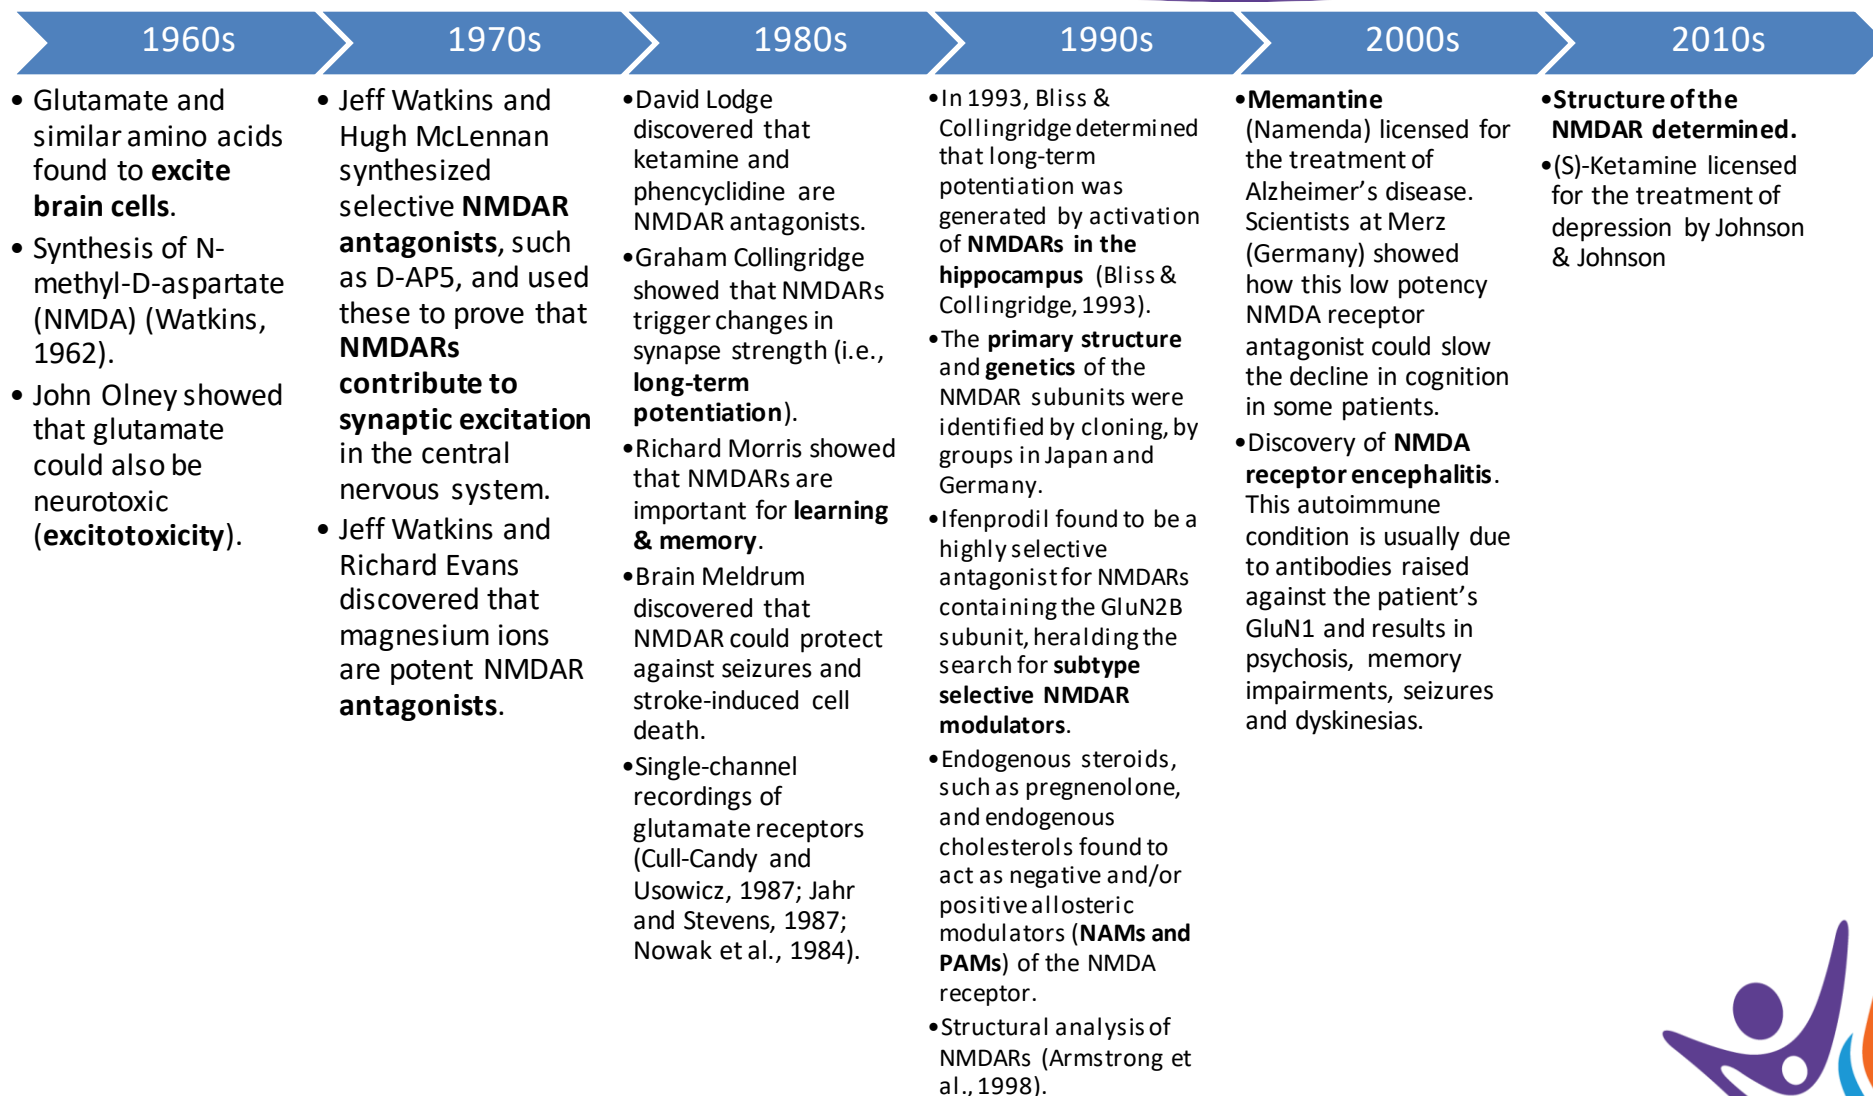 1960s
1970s
1980s
1990s
2000s
2010s
• Glutamate and
similar amino acids
found to excite
brain cells.
• Synthesis of N-
methyl-D-aspartate
(NMDA) (Watkins,
1962).
• John Olney showed
that glutamate
could also be
neurotoxic
(excitotoxicity).
• Jeff Watkins and
Hugh McLennan
synthesized
selective NMDAR
antagonists, such
as D-AP5, and used
these to prove that
NMDARs
contribute to
synaptic excitation
in the central
nervous system.
• Jeff Watkins and
Richard Evans
discovered that
magnesium ions
are potent NMDAR
antagonists.
•David Lodge
discovered that
ketamine and
phencyclidine are
NMDAR antagonists.
•Graham Collingridge
showed that NMDARs
trigger changes in
synapse strength (i.e.,
long-term
potentiation).
•Richard Morris showed
that NMDARs are
important for learning
& memory.
•Brain Meldrum
discovered that
NMDAR could protect
against seizures and
stroke-induced cell
death.
•Single-channel
recordings of
glutamate receptors
(Cull-Candy and
Usowicz, 1987; Jahr
and Stevens, 1987;
Nowak et al., 1984).
•In 1993, Bliss &
Collingridge determined
that long-term
potentiation was
generated by activation
of NMDARs in the
hippocampus (Bliss &
Collingridge, 1993).
•The primary structure
and genetics of the
NMDAR subunits were
identified by cloning, by
groups in Japan and
Germany.
•Ifenprodil found to be a
highly selective
antagonist for NMDARs
containing the GluN2B
subunit, heralding the
search for subtype
selective NMDAR
modulators.
•Endogenous steroids,
such as pregnenolone,
and endogenous
cholesterols found to
act as negative and/or
positive allosteric
modulators (NAMs and
PAMs) of the NMDA
receptor.
•Structural analysis of
NMDARs (Armstrong et
al., 1998).
•Memantine
(Namenda) licensed for
the treatment of
Alzheimer’s disease.
Scientists at Merz
(Germany) showed
how this low potency
NMDA receptor
antagonist could slow
the decline in cognition
in some patients.
•Discovery of NMDA
receptor encephalitis.
This autoimmune
condition is usually due
to antibodies raised
against the patient’s
GluN1 and results in
psychosis, memory
impairments, seizures
and dyskinesias.
•Structure of the
NMDAR determined.
•(S)-Ketamine licensed
for the treatment of
depression by Johnson
& Johnson